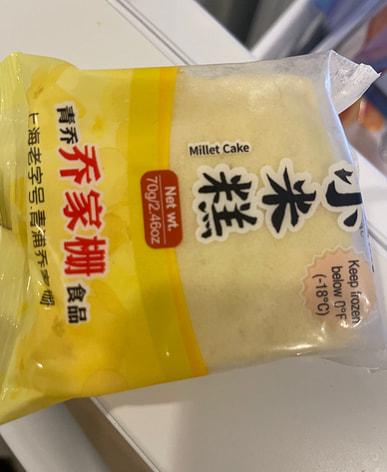 小米糕
Millet Cake
Keep frozen
below 0°F
(-18°C)
Net wt.
70g/2.46oz
青乔
乔家栅
食品
上海老字号 青浦乔家栅